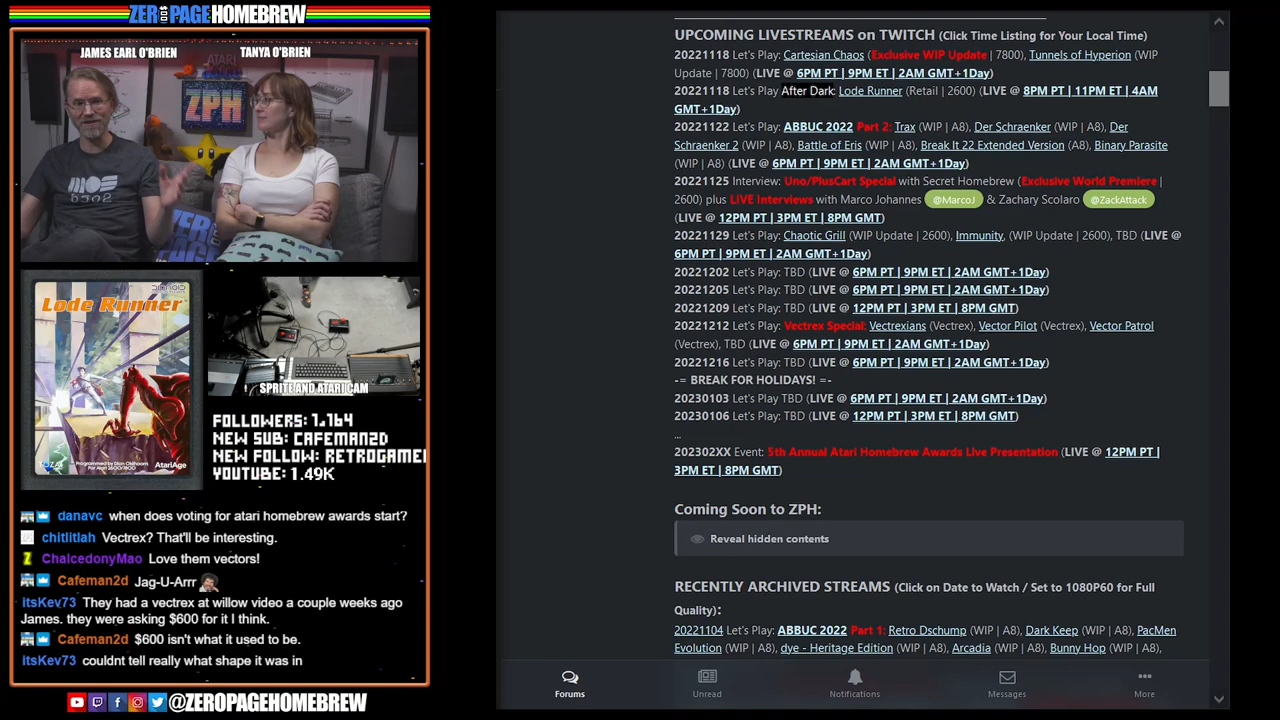 ZEROPAGE HOMEBREW
JAMES EARL O'BRIEN
TANYA O'BRIEN
ATARI
ZPH
MOS
6502
ZERO
PAGE
HOMEBREW
Lode Runner
Programmed by Dion Olsthoorn
For Atari 2600/7800
AtariAge
SPRITE AND ATARI CAM
FOLLOWERS: 1,164
NEW SUB: CAFEMAN2D
NEW FOLLOW: RETROGAMER
YOUTUBE: 1.49K
danavc when does voting for atari homebrew awards start?
chitlitlah Vectrex? That'll be interesting.
ChalcedonyMao Love them vectors!
Cafeman2d Jag-U-Arrr
itsKev73 They had a vectrex at willow video a couple weeks ago
James. they were asking $600 for it I think.
Cafeman2d $600 isn't what it used to be.
itsKev73 couldnt tell really what shape it was in
@ZEROPAGEHOMEBREW
UPCOMING LIVESTREAMS on TWITCH (Click Time Listing for Your Local Time)
20221118 Let's Play: Cartesian Chaos (Exclusive WIP Update | 7800), Tunnels of Hyperion (WIP
Update | 7800) (LIVE @ 6PM PT | 9PM ET | 2AM GMT+1Day)
20221118 Let's Play After Dark: Lode Runner (Retail | 2600) (LIVE @ 8PM PT | 11PM ET | 4AM
GMT+1Day)
20221122 Let's Play: ABBUC 2022 Part 2: Trax (WIP | A8), Der Schraenker (WIP | A8), Der
Schraenker 2 (WIP | A8), Battle of Eris (WIP | A8), Break It 22 Extended Version (A8), Binary Parasite
(WIP | A8) (LIVE @ 6PM PT | 9PM ET | 2AM GMT+1Day)
20221125 Interview: Uno/PlusCart Special with Secret Homebrew (Exclusive World Premiere |
2600) plus LIVE Interviews with Marco Johannes @MarcoJ & Zachary Scolaro @ZackAttack
(LIVE @ 12PM PT | 3PM ET | 8PM GMT)
20221129 Let's Play: Chaotic Grill (WIP Update | 2600), Immunity, (WIP Update | 2600), TBD (LIVE @
6PM PT | 9PM ET | 2AM GMT+1Day)
20221202 Let's Play: TBD (LIVE @ 6PM PT | 9PM ET | 2AM GMT+1Day)
20221205 Let's Play: TBD (LIVE @ 6PM PT | 9PM ET | 2AM GMT+1Day)
20221209 Let's Play: TBD (LIVE @ 12PM PT | 3PM ET | 8PM GMT)
20221212 Let's Play: Vectrex Special: Vectrexians (Vectrex), Vector Pilot (Vectrex), Vector Patrol
(Vectrex), TBD (LIVE @ 6PM PT | 9PM ET | 2AM GMT+1Day)
20221216 Let's Play: TBD (LIVE @ 6PM PT | 9PM ET | 2AM GMT+1Day)
-= BREAK FOR HOLIDAYS! =-
20230103 Let's Play TBD (LIVE @ 6PM PT | 9PM ET | 2AM GMT+1Day)
20230106 Let's Play: TBD (LIVE @ 12PM PT | 3PM ET | 8PM GMT)
...
202302XX Event: 5th Annual Atari Homebrew Awards Live Presentation (LIVE @ 12PM PT |
3PM ET | 8PM GMT)
Coming Soon to ZPH:
Reveal hidden contents
RECENTLY ARCHIVED STREAMS (Click on Date to Watch / Set to 1080P60 for Full
Quality):
20221104 Let's Play: ABBUC 2022 Part 1: Retro Dschump (WIP | A8), Dark Keep (WIP | A8), PacMen
Evolution (WIP | A8), dye - Heritage Edition (WIP | A8), Arcadia (WIP | A8), Bunny Hop (WIP | A8),
Forums
Unread
Notifications
Messages
More